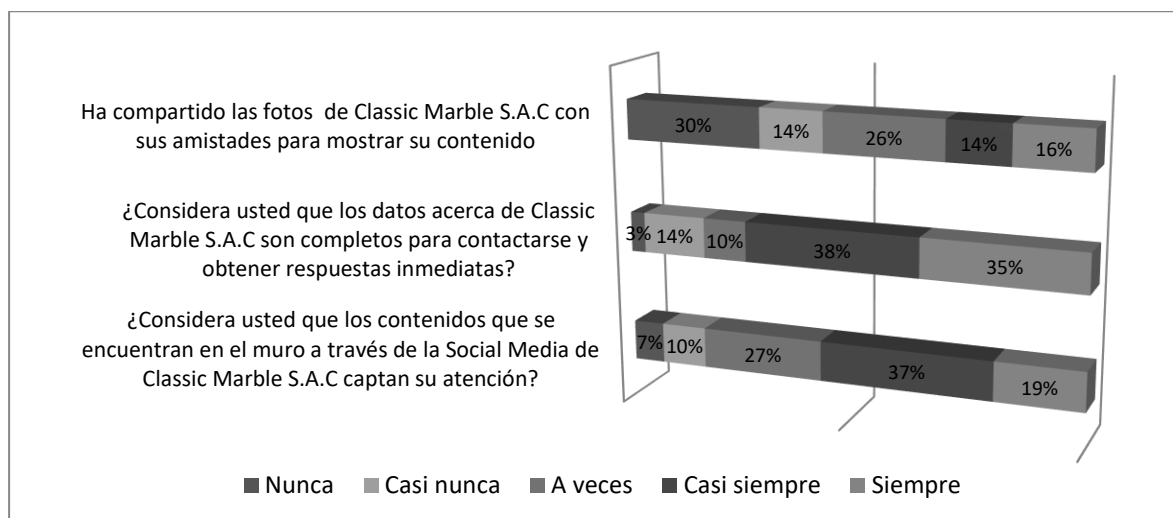 Ha compartido las fotos de Classic Marble S.A.C con
sus amistades para mostrar su contenido
30% 14% 26% 14% 16%
¿Considera usted que los datos acerca de Classic
Marble S.A.C son completos para contactarse y
obtener respuestas inmediatas?
3% 14% 10% 38% 35%
¿Considera usted que los contenidos que se
encuentran en el muro a través de la Social Media de
Classic Marble S.A.C captan su atención?
7% 10% 27% 37% 19%
Nunca Casi nunca A veces Casi siempre Siempre